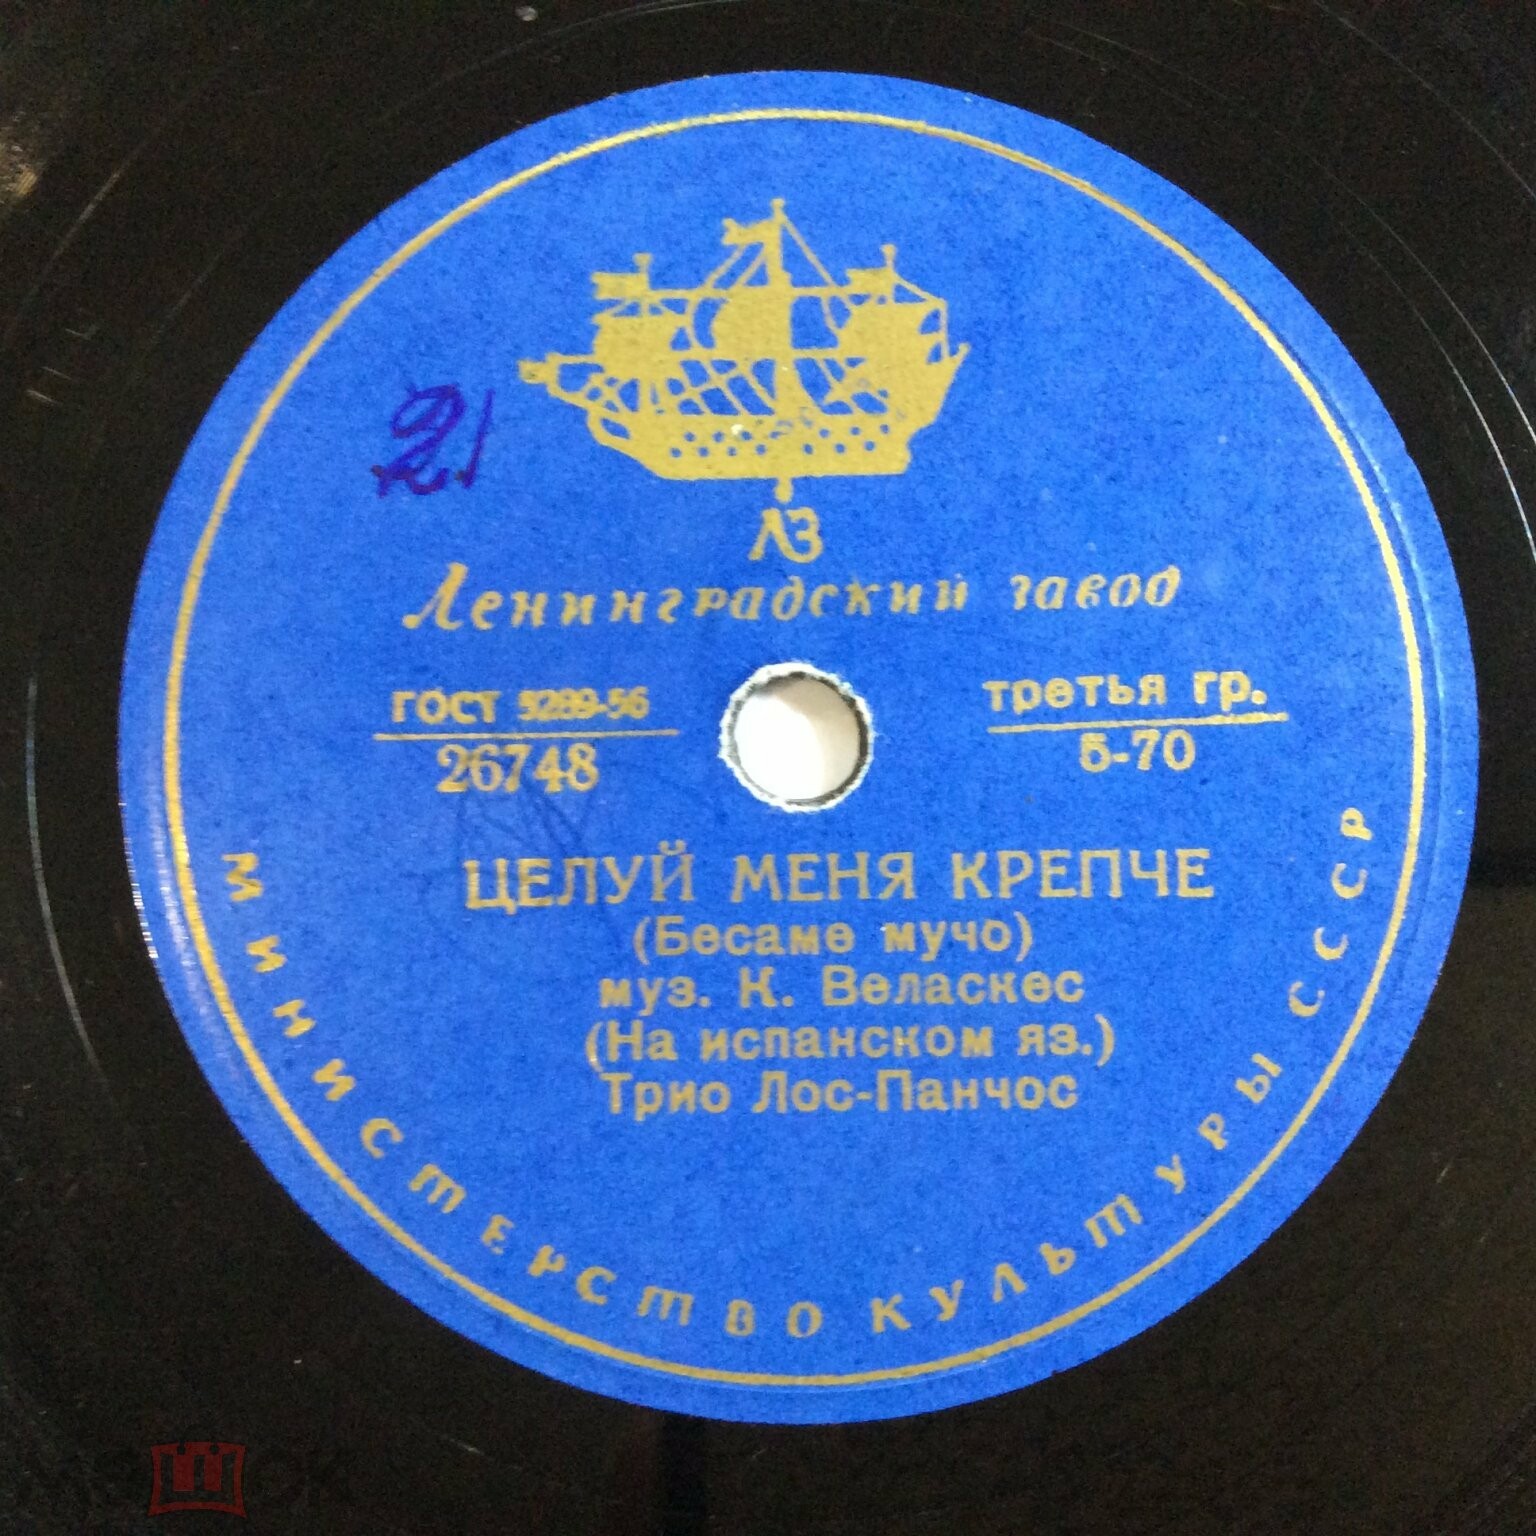 21
ЛЗ
Ленинградский завод
ГОСТ 5289-56
26748
третья гр.
5-70
ЦЕЛУЙ МЕНЯ КРЕПЧЕ
(Бесаме мучо)
муз. К. Веласкес
(На испанском яз.)
Трио Лос-Панчос
МИНИСТЕРСТВО КУЛЬТУРЫ СССР